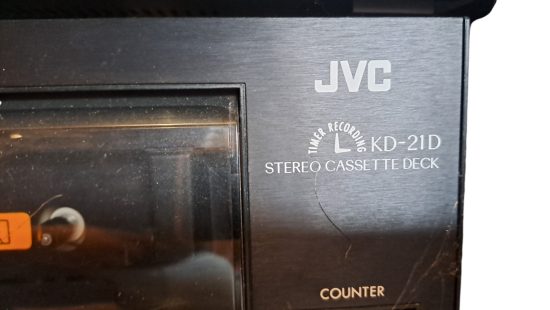 JVC
TIMER RECORDING
KD-21D
STEREO CASSETTE DECK
COUNTER